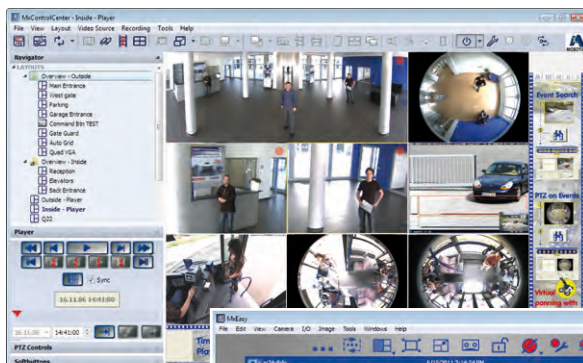 MxControlCenter - Inside - Player
File View Layout Video Source Recording Tools Help
MOBOTIX
Navigator
LAYOUTS
Overview - Outside
Main Entrance
West gate
Parking
Garage Entrance
Command Btn TEST
Gate Guard
Auto Grid
Quad VGA
Overview - Inside
Reception
Elevators
Back Entrance
Outside - Player
Inside - Player
Q22
Player
Sync
16.11.06 14:41:00
16.11.06 14:41:00
PTZ Controls
Softbuttons
Event Search
PTZ on Events
Virtual
panning with
MxEasy
File Edit View Camera I/O Image Tools Windows Help